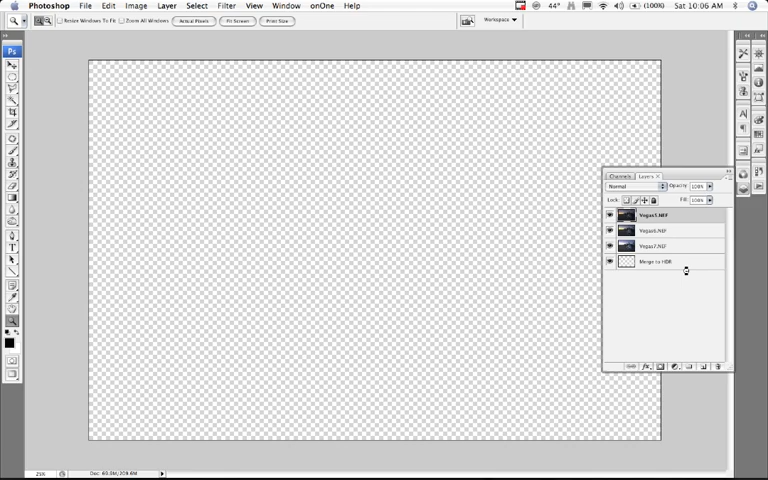 Photoshop File Edit Image Layer Select Filter View Window onOne Help 44° (100%) Sat 10:06 AM
Resize Windows To Fit Zoom All Windows Actual Pixels Fit Screen Print Size Workspace
Ps
Channels Layers x
Normal Opacity: 100%
Lock: Fill: 100%
Vegas5.NEF
Vegas6.NEF
Vegas7.NEF
Merge to HDR
A
T
fx
25%